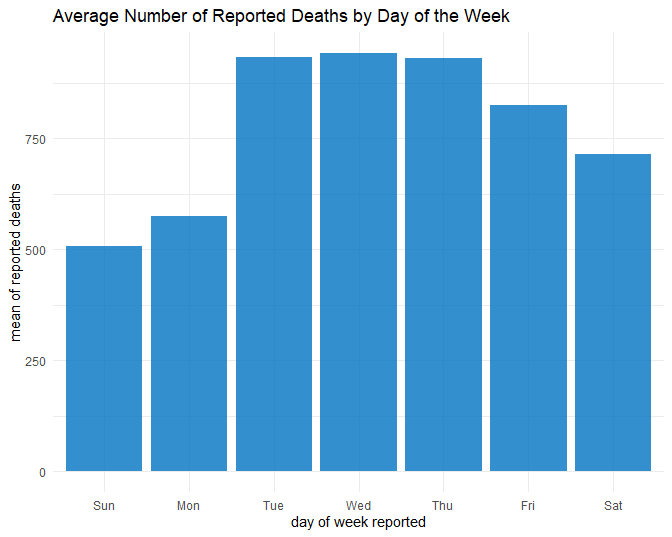 Average Number of Reported Deaths by Day of the Week
mean of reported deaths
750
500
250
0
Sun Mon Tue Wed Thu Fri Sat
day of week reported